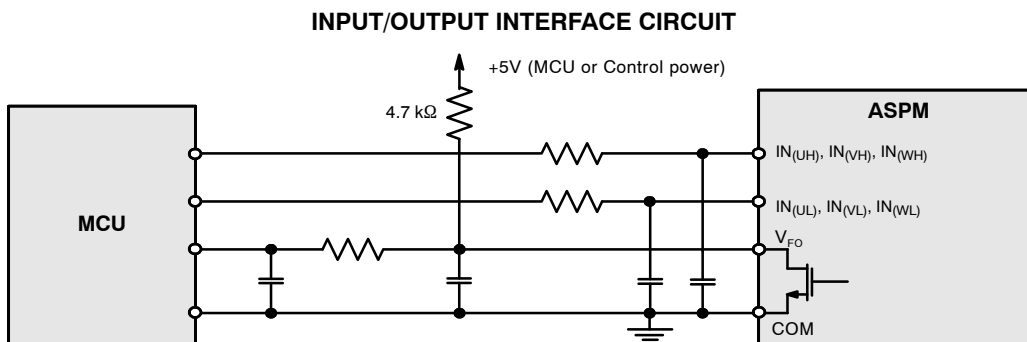 INPUT/OUTPUT INTERFACE CIRCUIT
+5V (MCU or Control power)
4.7 kΩ
ASPM
IN(UH), IN(VH), IN(WH)
MCU
IN(UL), IN(VL), IN(WL)
VFO
COM